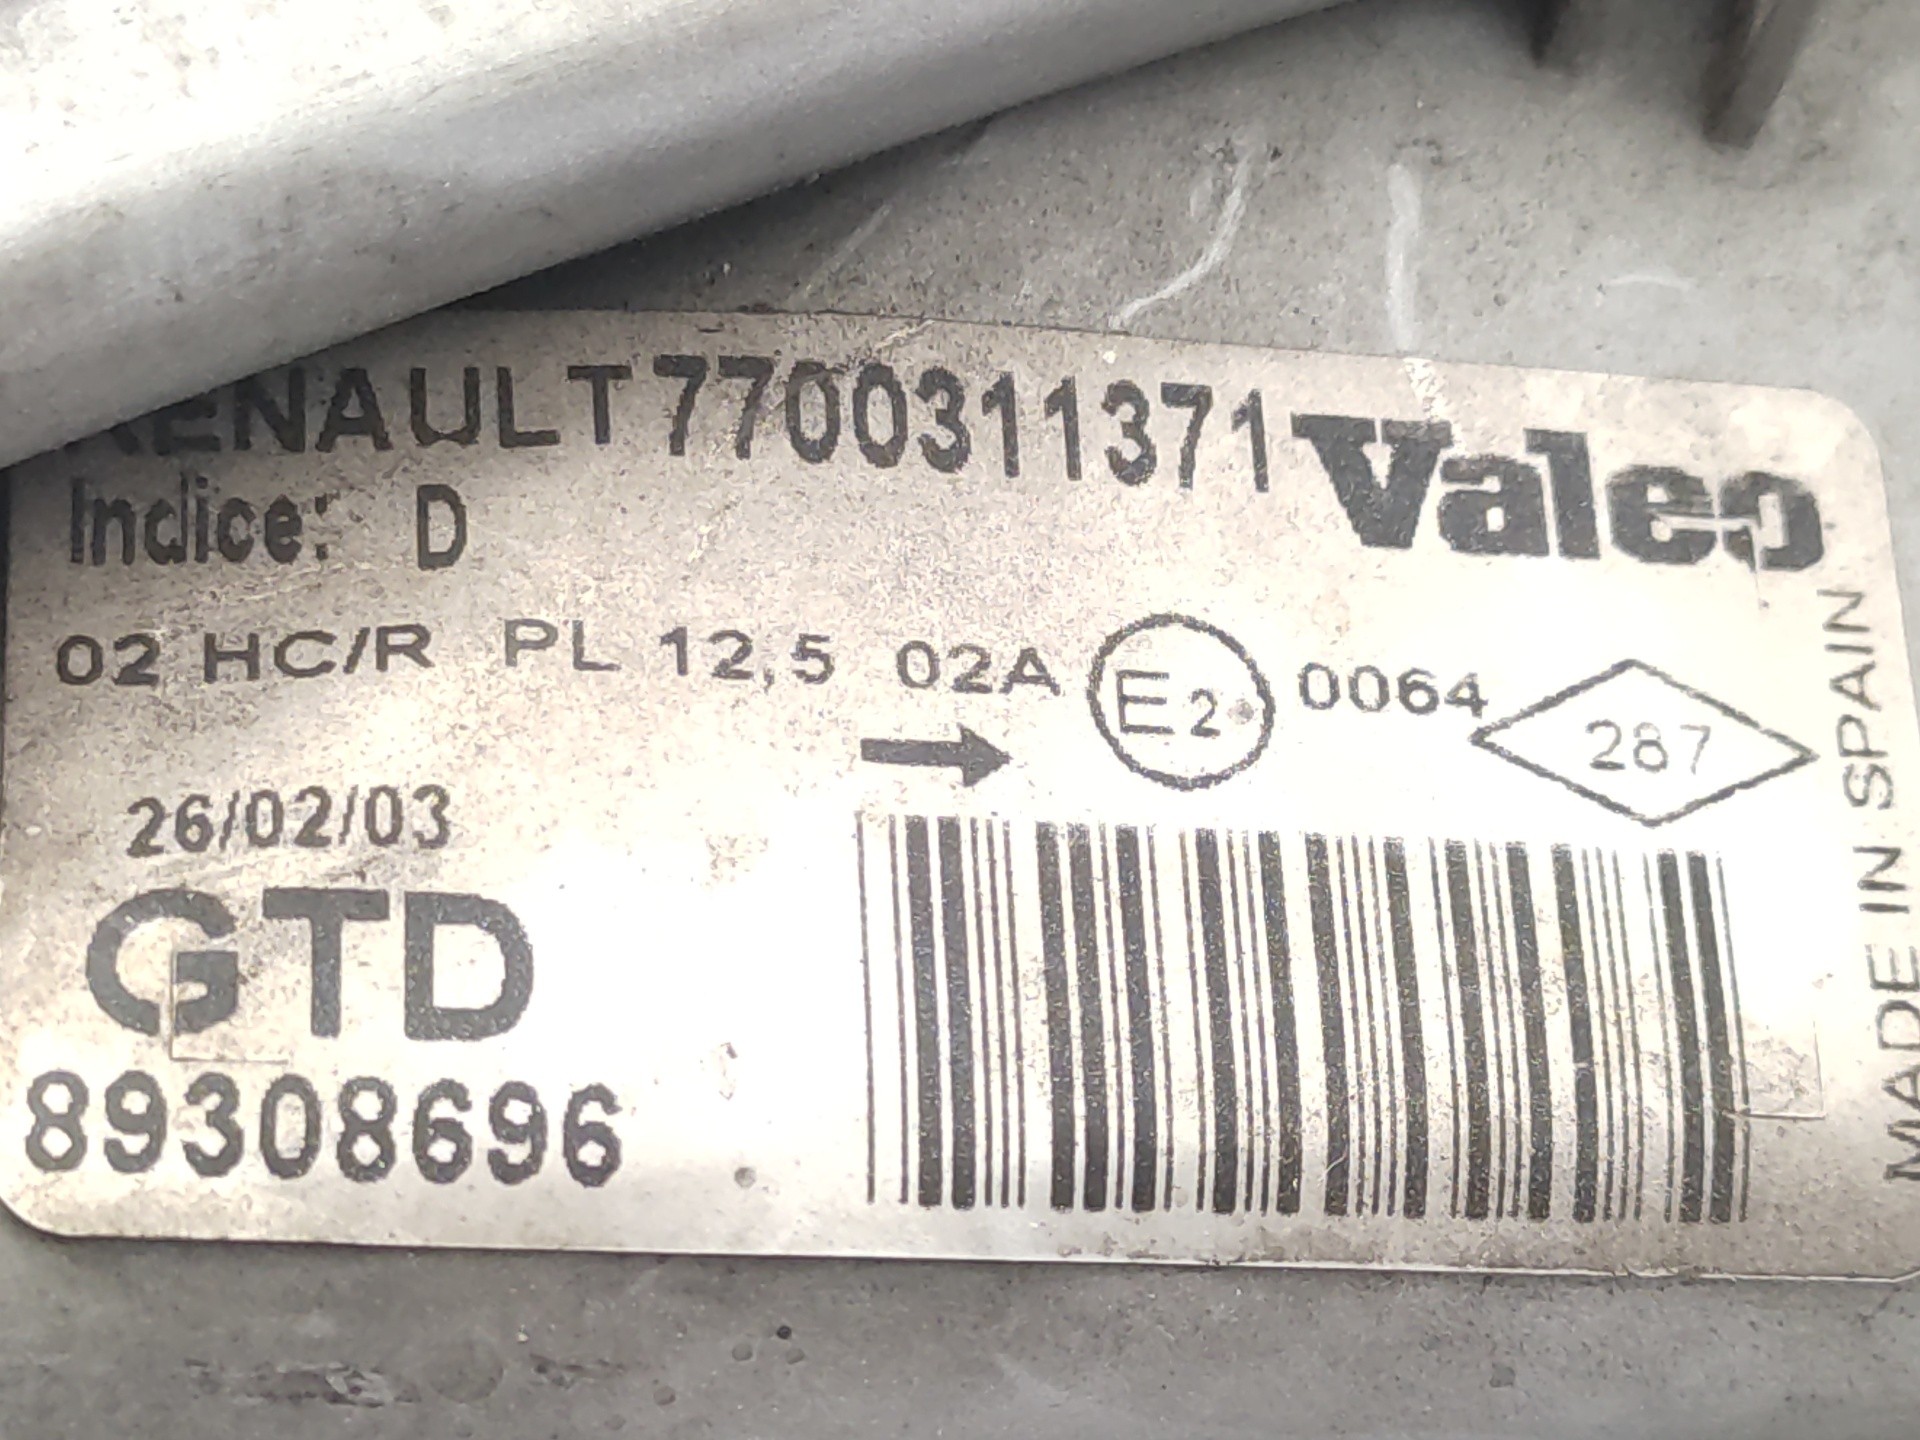 RENAULT 7700311371 Valeo
Indice: D
02 HC/R PL 12,5 02A E2 0064 287
26/02/03
GTD
89308696
MADE IN SPAIN